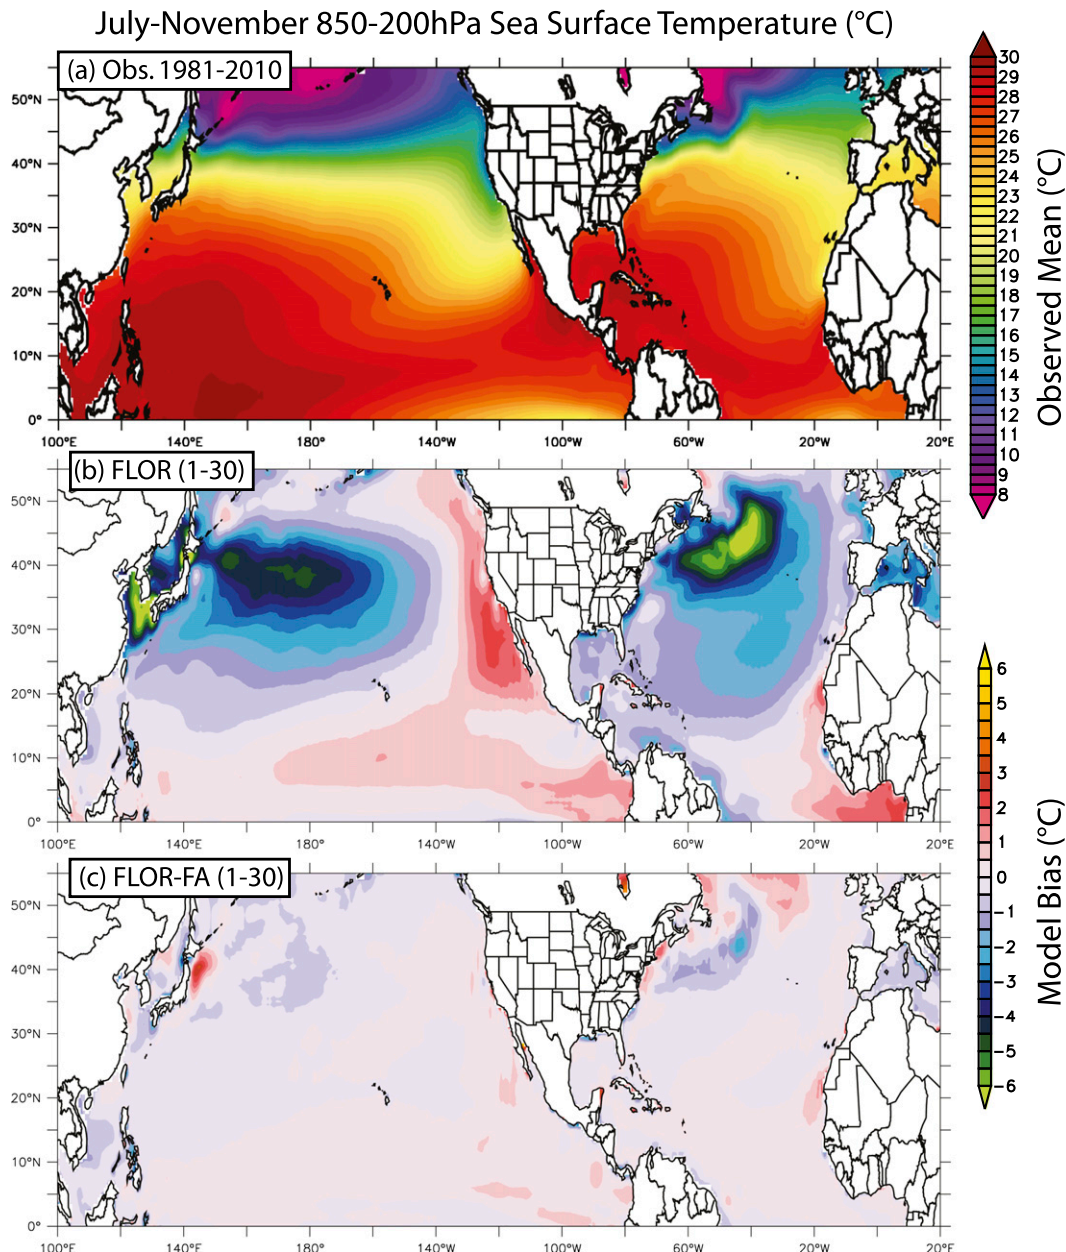 July-November 850-200hPa Sea Surface Temperature (°C)
(a) Obs. 1981-2010
50°N
40°N
30°N
20°N
10°N
0°
100°E 140°E 180° 140°W 100°W 60°W 20°W 20°E
30
29
28
27
26
25
24
23
22
21
20
19
18
17
16
15
14
13
12
11
10
9
8
Observed Mean (°C)
(b) FLOR (1-30)
50°N
40°N
30°N
20°N
10°N
0°
100°E 140°E 180° 140°W 100°W 60°W 20°W 20°E
(c) FLOR-FA (1-30)
50°N
40°N
30°N
20°N
10°N
0°
100°E 140°E 180° 140°W 100°W 60°W 20°W 20°E
6
5
4
3
2
1
0
-1
-2
-3
-4
-5
-6
Model Bias (°C)